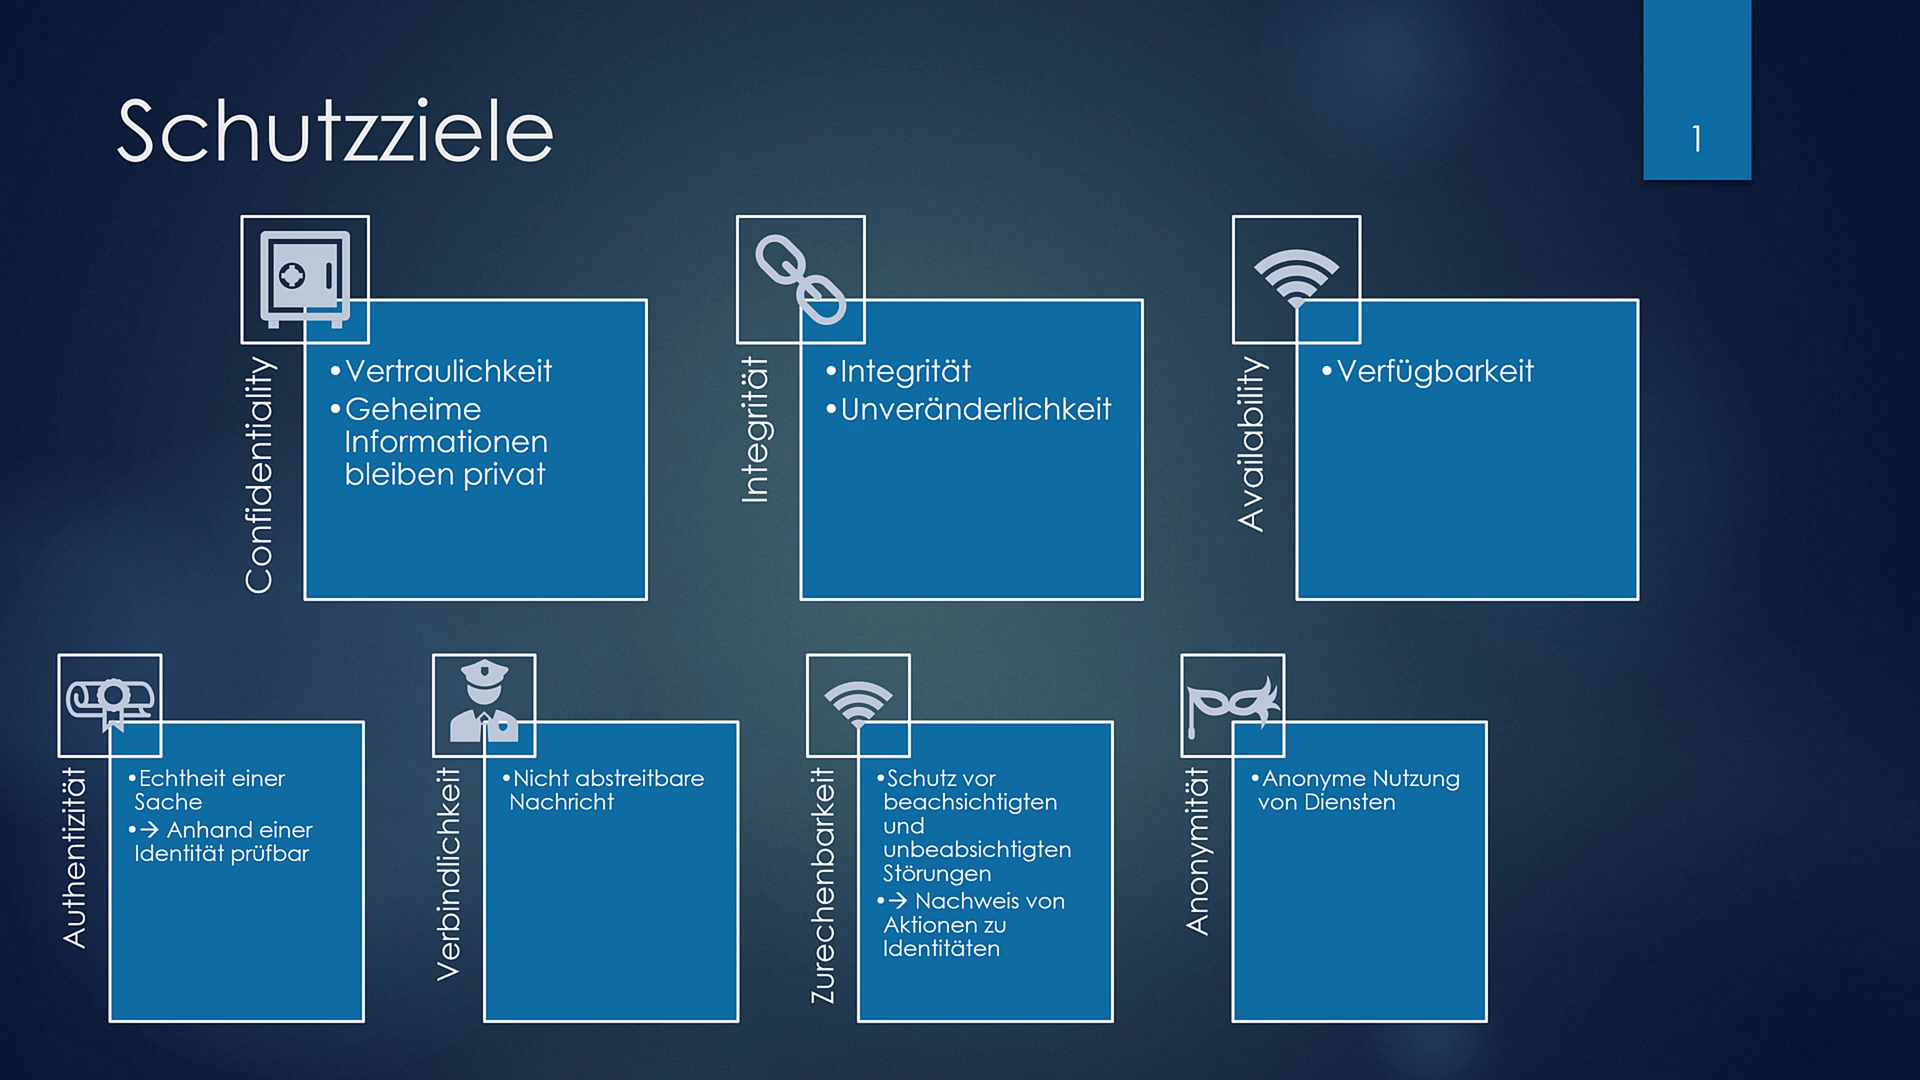 Schutzziele
1
Confidentiality
•Vertraulichkeit
•Geheime
Informationen
bleiben privat
Integrität
•Integrität
•Unveränderlichkeit
Availability
•Verfügbarkeit
Authentizität
•Echtheit einer
Sache
•→ Anhand einer
Identität prüfbar
Verbindlichkeit
•Nicht abstreitbare
Nachricht
Zurechenbarkeit
•Schutz vor
beachsichtigten
und
unbeabsichtigten
Störungen
•→ Nachweis von
Aktionen zu
Identitäten
Anonymität
•Anonyme Nutzung
von Diensten